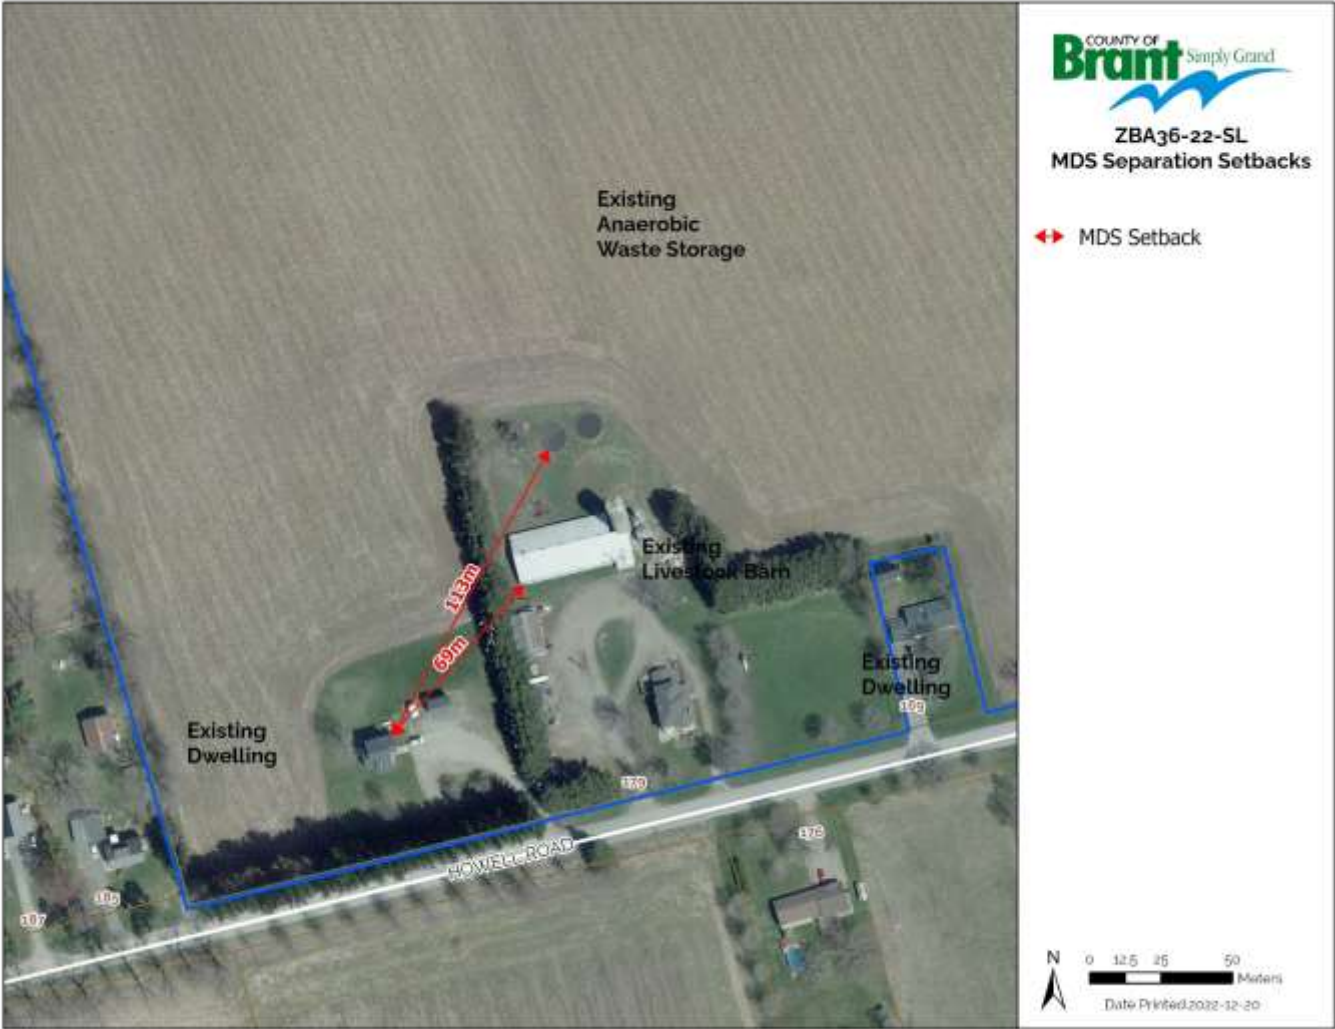 COUNTY OF
Brant Simply Grand
ZBA36-22-SL
MDS Separation Setbacks
MDS Setback
Existing
Anaerobic
Waste Storage
Existing
Livestock Barn
113m
69m
Existing
Dwelling
169
Existing
Dwelling
179
176
HOWELL ROAD
185
187
N
0 12.5 25 50
Meters
Date Printed:2022-12-20